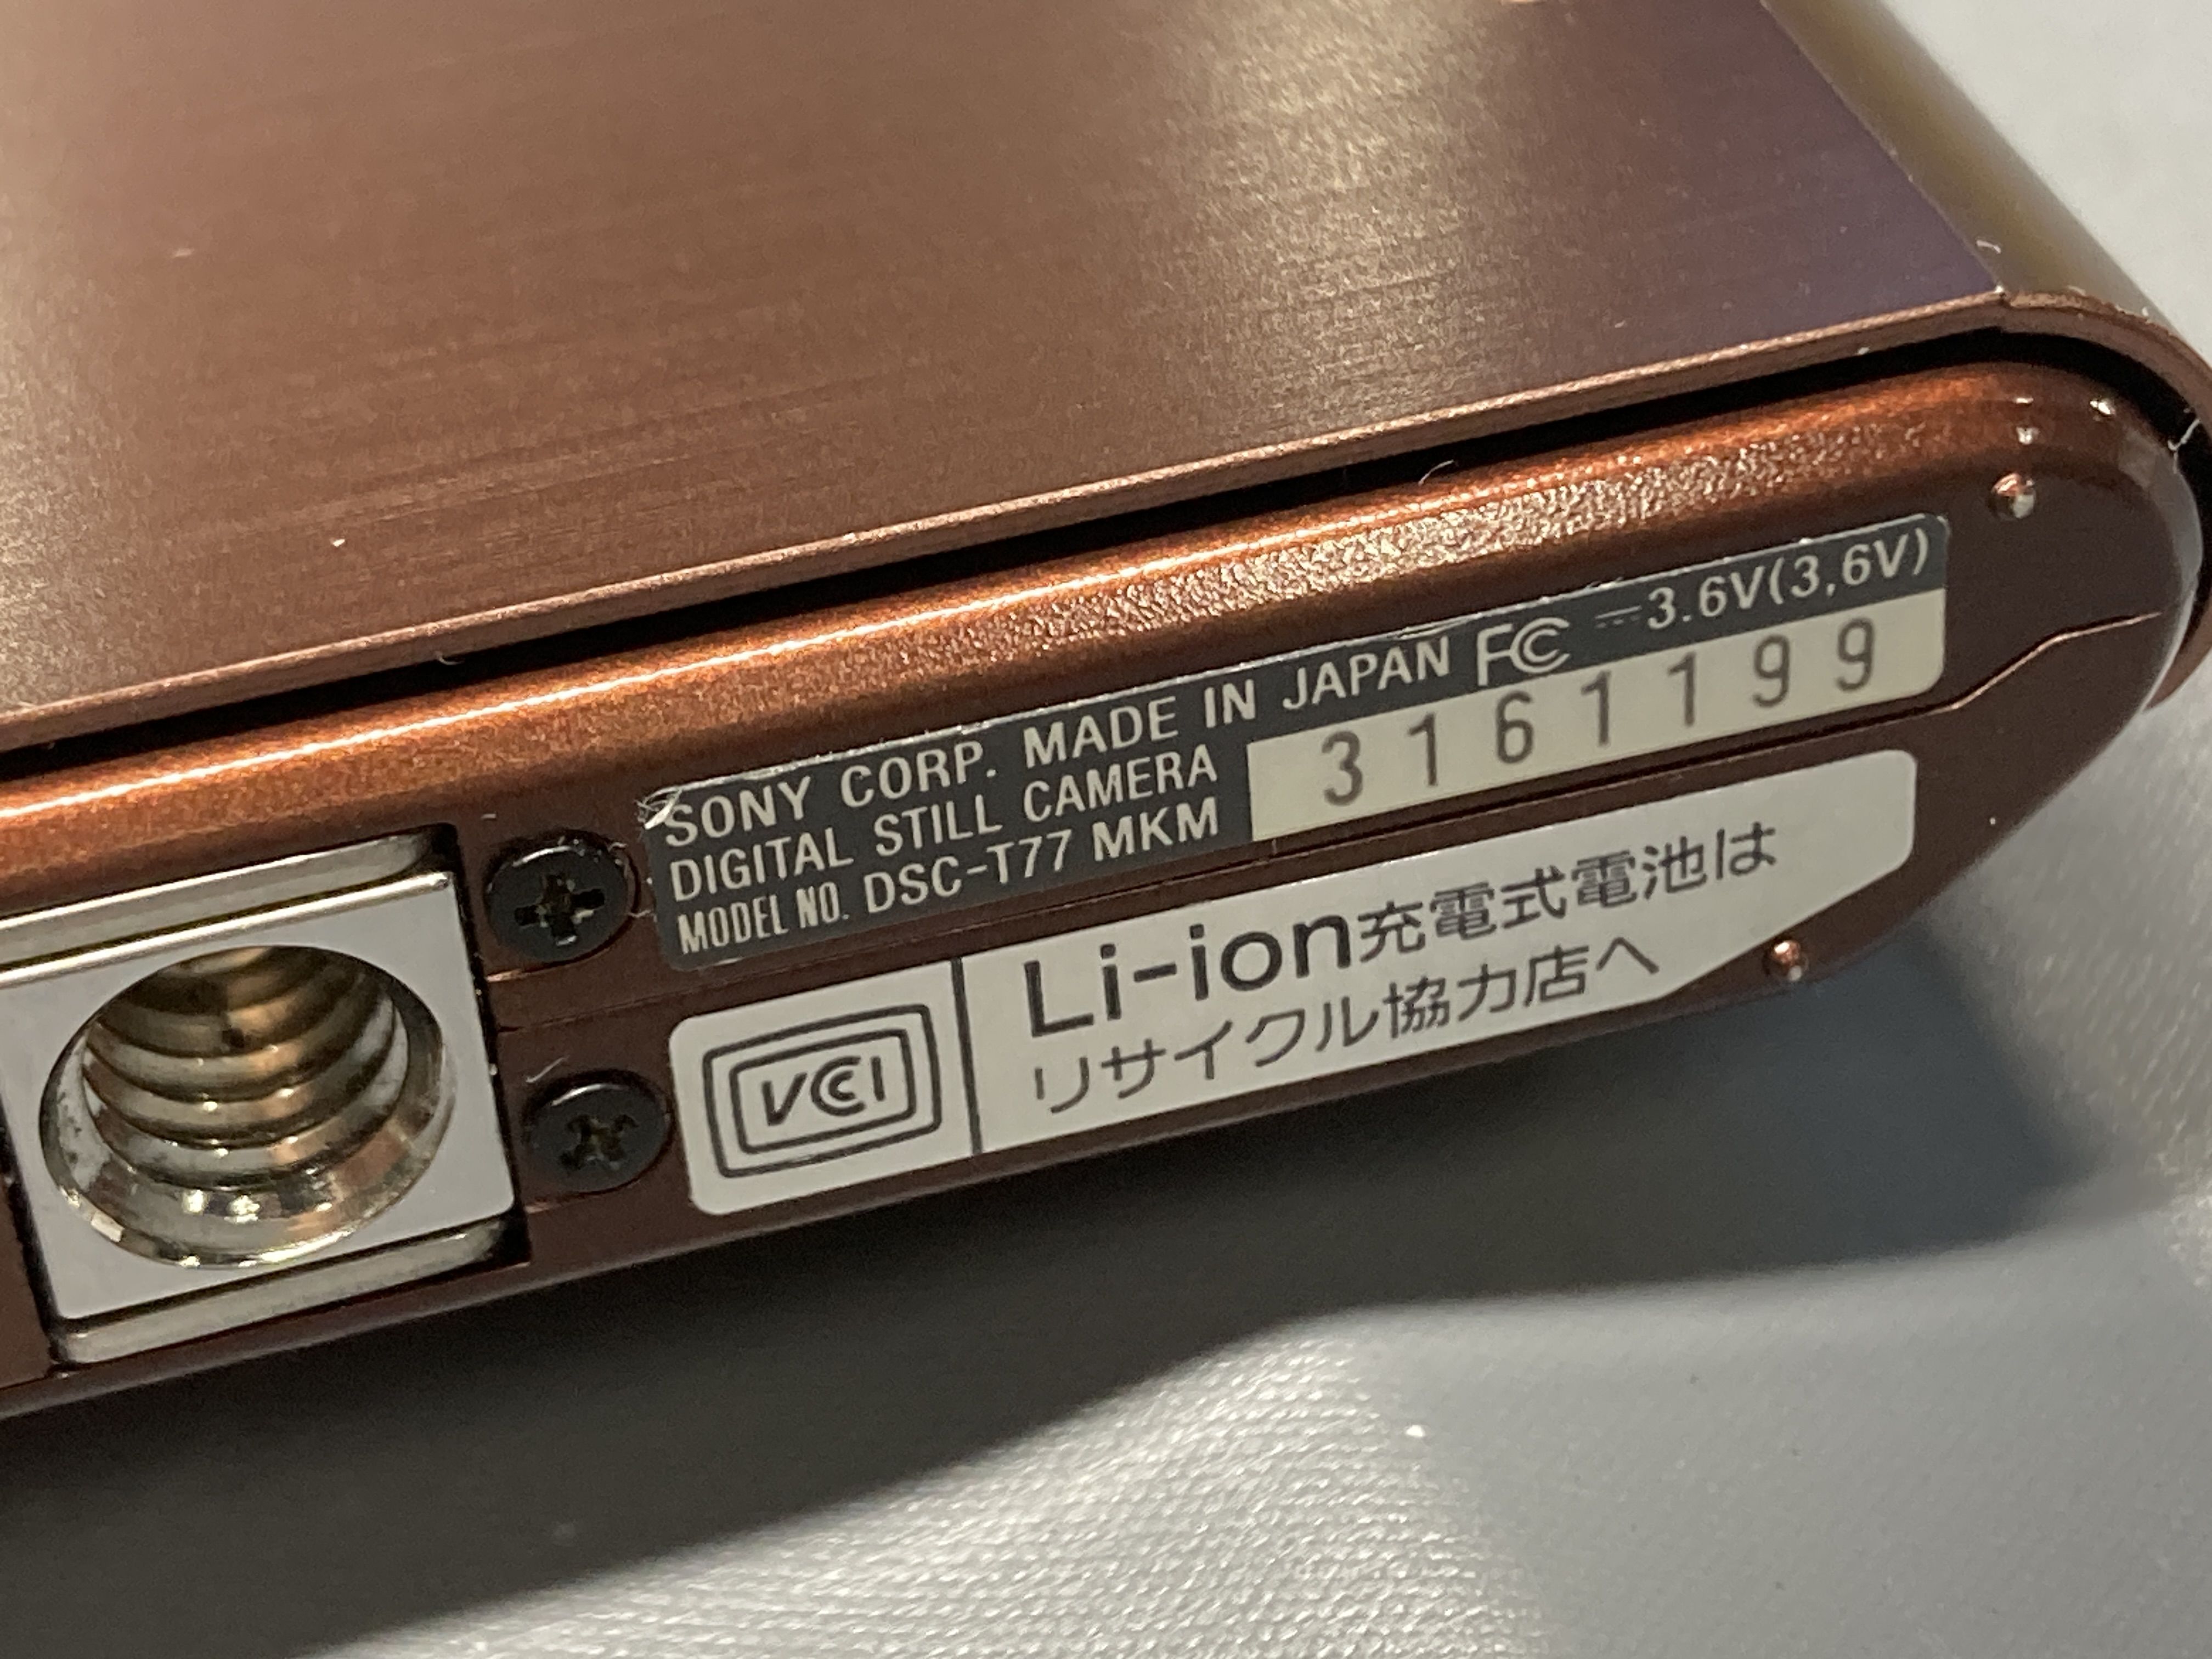 SONY CORP. MADE IN JAPAN FC ⎓3.6V(3,6V)
DIGITAL STILL CAMERA
MODEL NO. DSC-T77 MKM
3161199
VCCI
Li-ion充電式電池は
リサイクル協力店へ